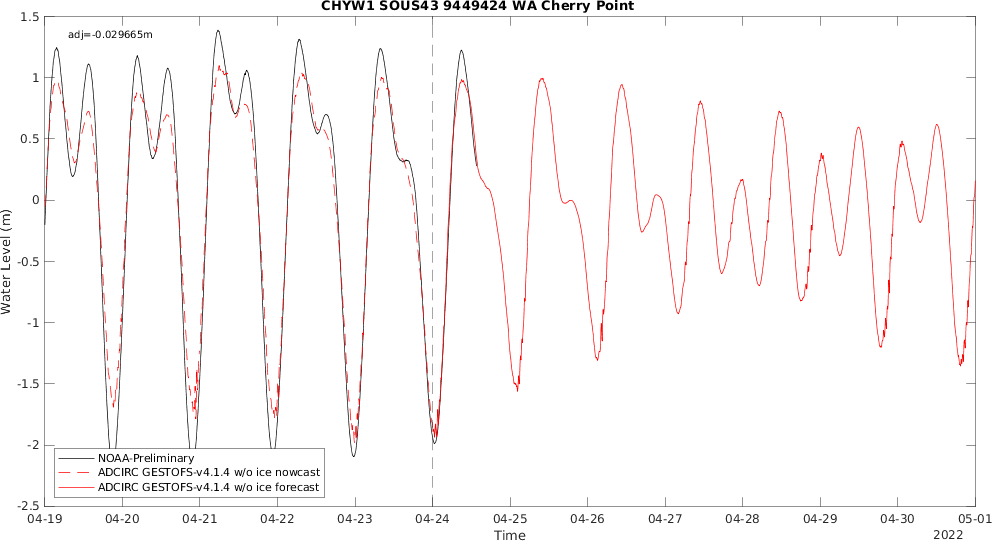 CHYW1 SOUS43 9449424 WA Cherry Point
adj=-0.029665m
Water Level (m)
1.5
1
0.5
0
-0.5
-1
-1.5
-2
-2.5
NOAA-Preliminary
ADCIRC GESTOFS-v4.1.4 w/o ice nowcast
ADCIRC GESTOFS-v4.1.4 w/o ice forecast
04-19 04-20 04-21 04-22 04-23 04-24 04-25 04-26 04-27 04-28 04-29 04-30 05-01
Time
2022